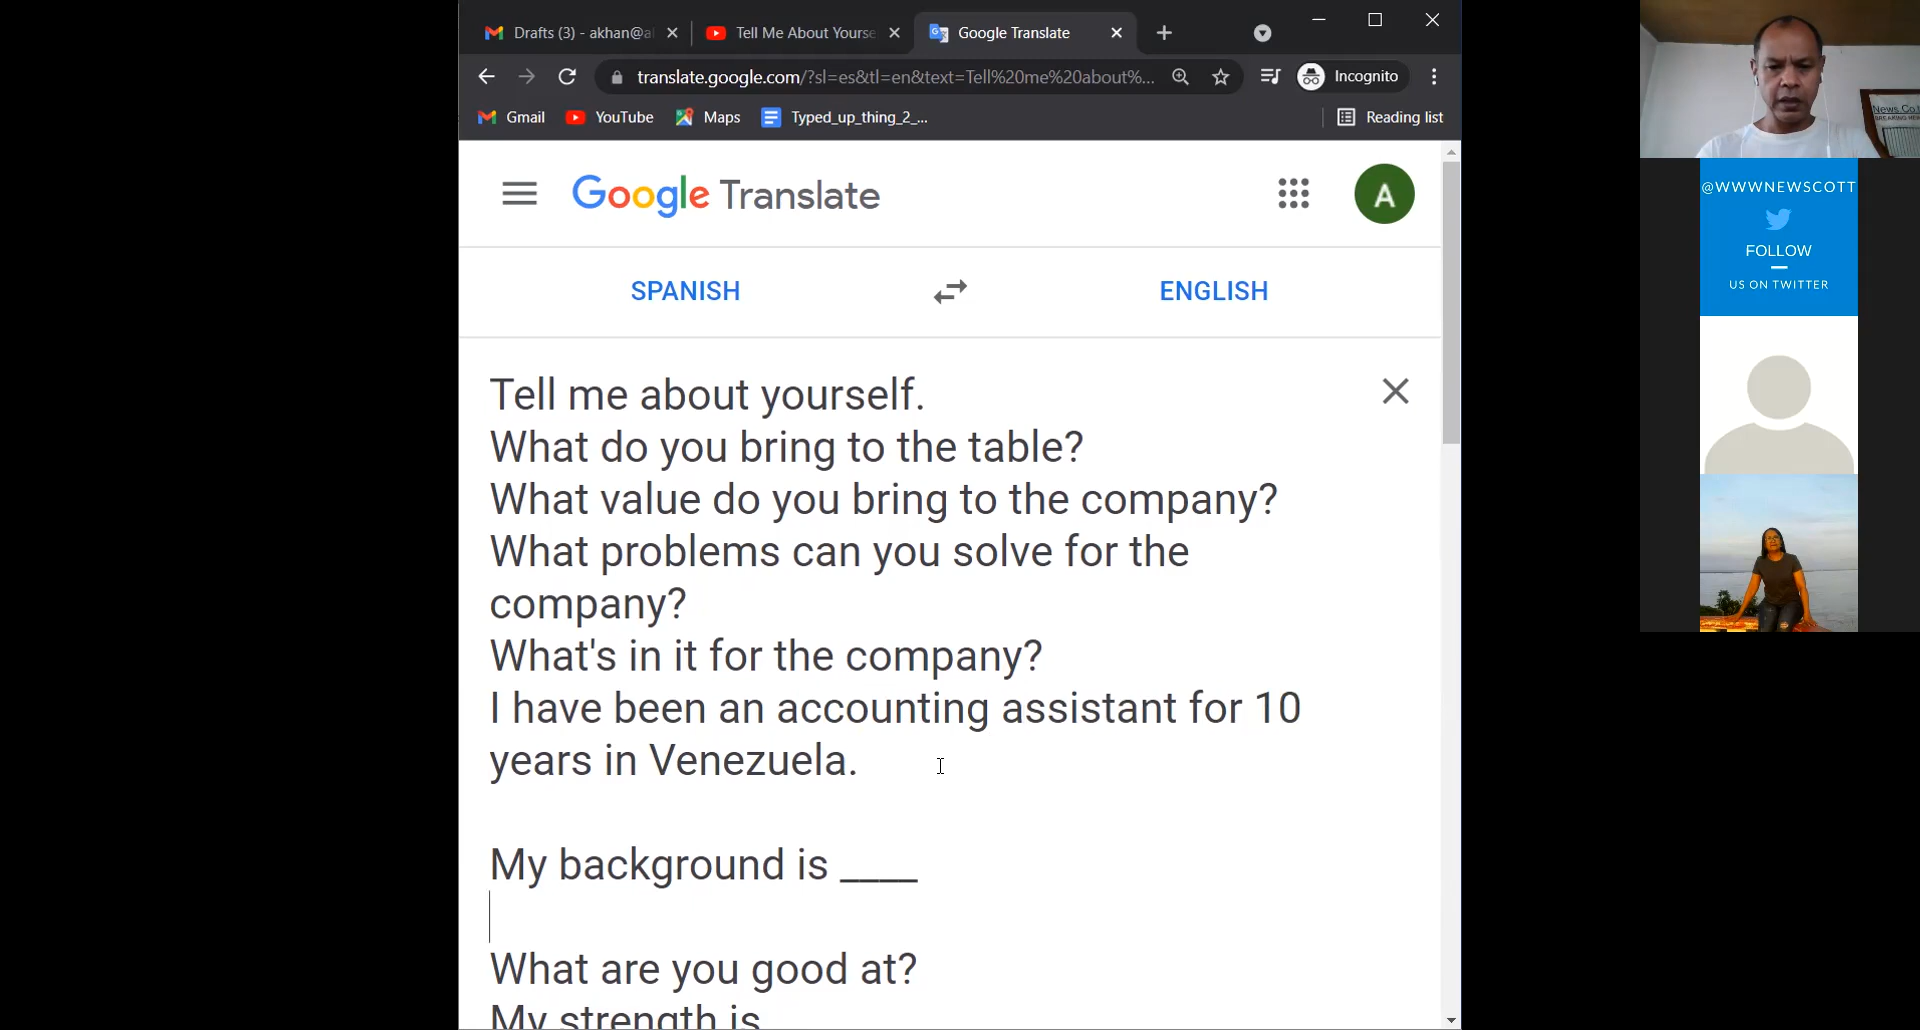 Drafts (3) - akhan@a
Tell Me About Yourse
Google Translate
translate.google.com/?sl=es&tl=en&text=Tell%20me%20about%...
Incognito
Gmail
YouTube
Maps
Typed_up_thing_2_...
Reading list
Google Translate
A
SPANISH
ENGLISH
Tell me about yourself.
What do you bring to the table?
What value do you bring to the company?
What problems can you solve for the
company?
What's in it for the company?
I have been an accounting assistant for 10
years in Venezuela.
My background is ____
What are you good at?
My strength is
News.Co.
@WWWNEWSCOTT
FOLLOW
US ON TWITTER